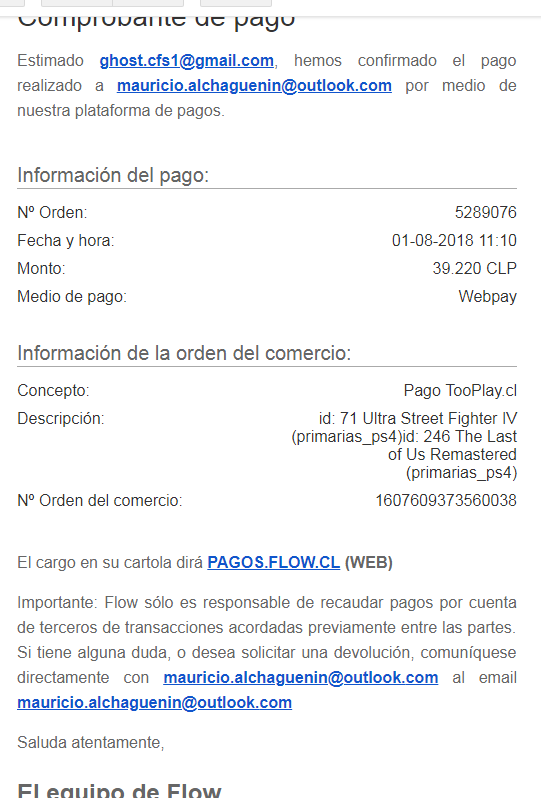 Comprobante de pago
Estimado ghost.cfs1@gmail.com, hemos confirmado el pago
realizado a mauricio.alchaguenin@outlook.com por medio de
nuestra plataforma de pagos.
Información del pago:
Nº Orden: 5289076
Fecha y hora: 01-08-2018 11:10
Monto: 39.220 CLP
Medio de pago: Webpay
Información de la orden del comercio:
Concepto: Pago TooPlay.cl
Descripción: id: 71 Ultra Street Fighter IV
(primarias_ps4)id: 246 The Last
of Us Remastered
(primarias_ps4)
Nº Orden del comercio: 1607609373560038
El cargo en su cartola dirá PAGOS.FLOW.CL (WEB)
Importante: Flow sólo es responsable de recaudar pagos por cuenta
de terceros de transacciones acordadas previamente entre las partes.
Si tiene alguna duda, o desea solicitar una devolución, comuníquese
directamente con mauricio.alchaguenin@outlook.com al email
mauricio.alchaguenin@outlook.com
Saluda atentamente,
El equipo de Flow